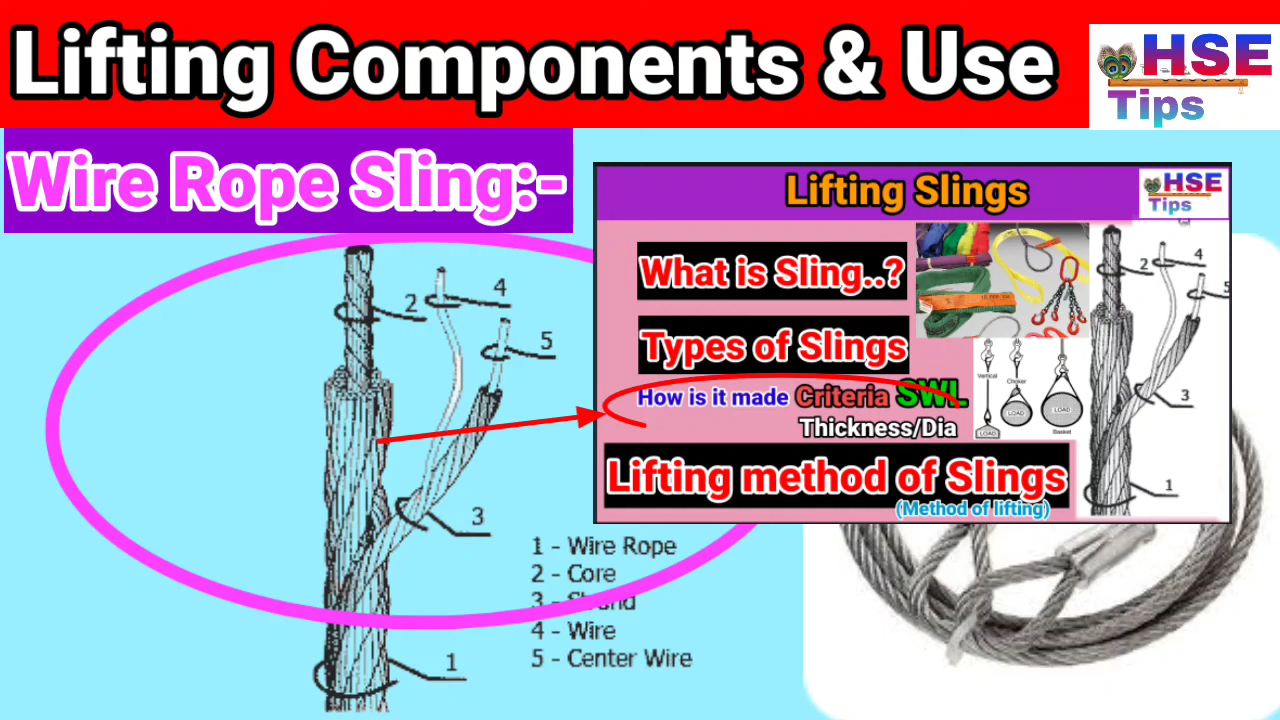 Lifting Components & Use
HSE
Tips
Wire Rope Sling:-
2
4
5
3
1
1 - Wire Rope
2 - Core
3 - Strand
4 - Wire
5 - Center Wire
Lifting Slings
HSE
Tips
What is Sling..?
Types of Slings
How is it made Criteria SWL
Thickness/Dia
Lifting method of Slings
(Method of lifting)
Vertical
Choker
Basket
LOAD
LOAD
LOAD
2
4
5
3
1